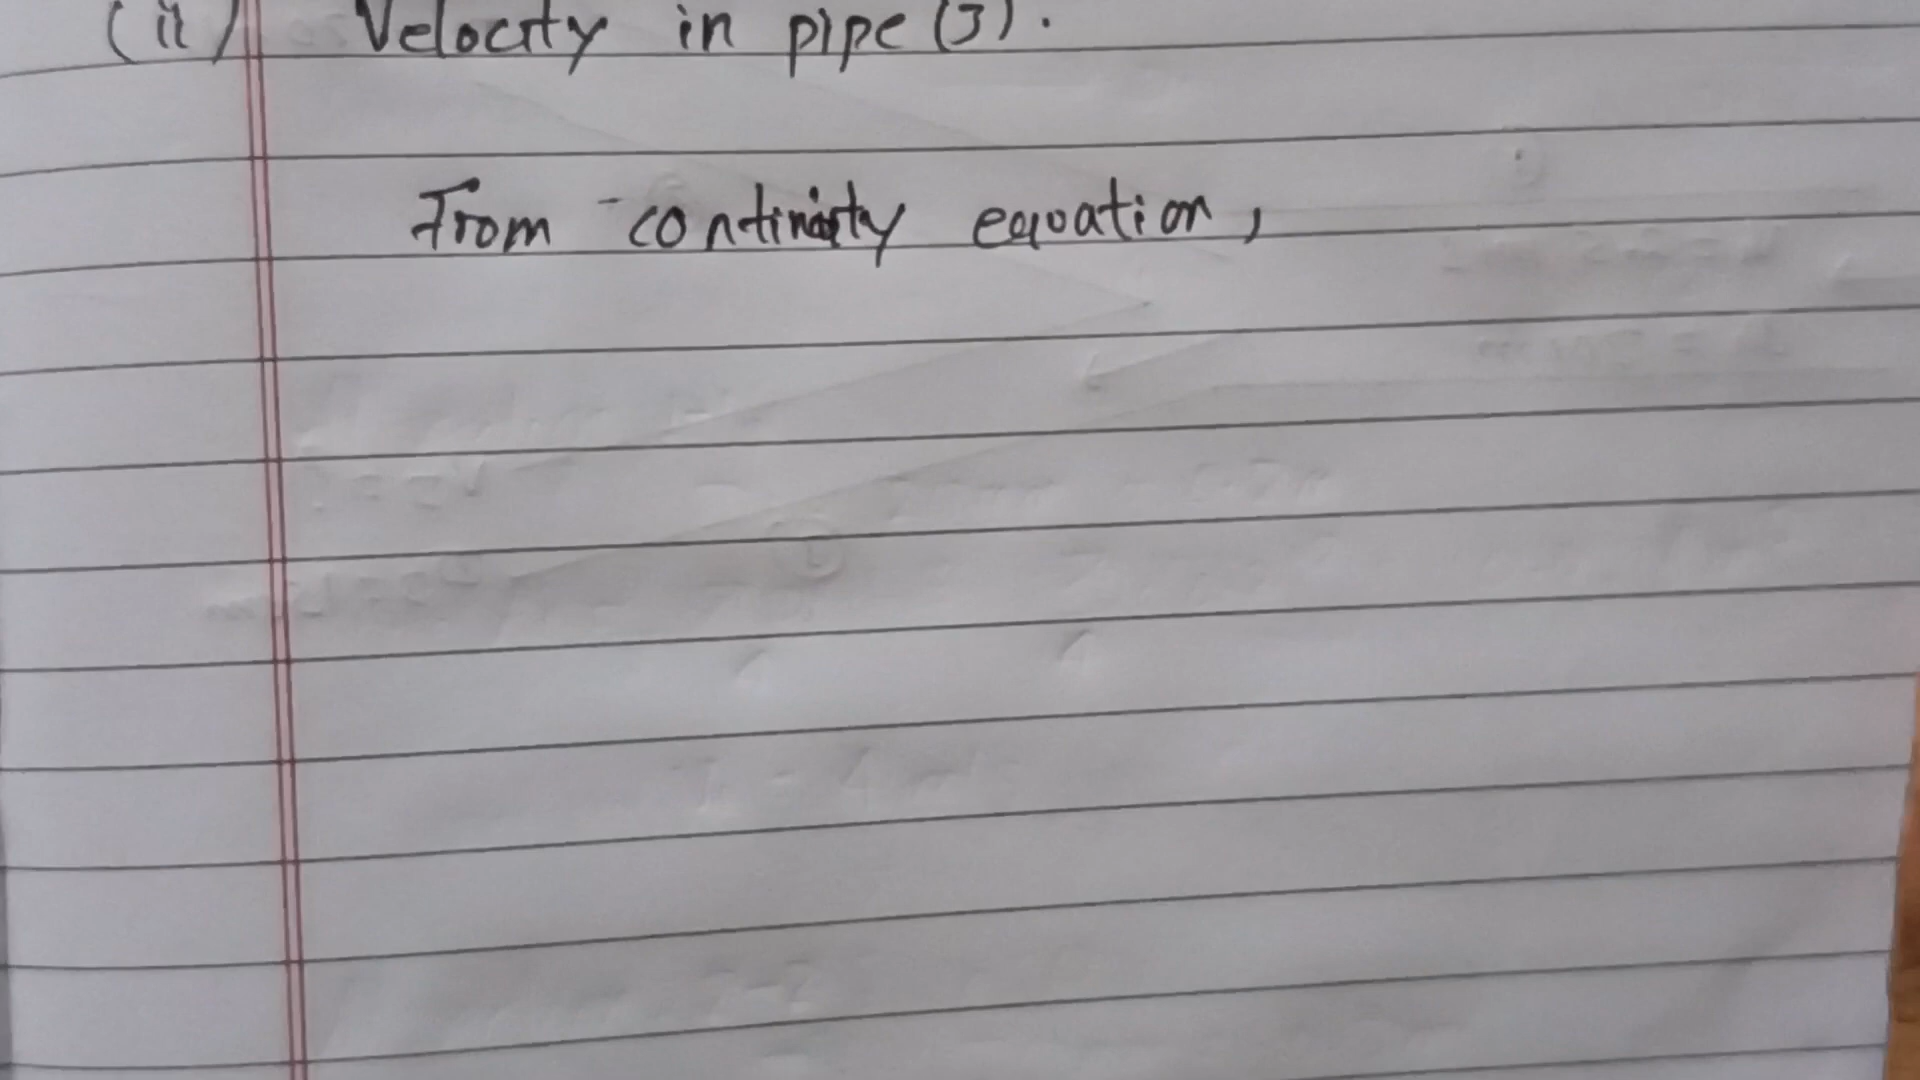 (ii) Velocity in pipe (3).
From continuity equation,